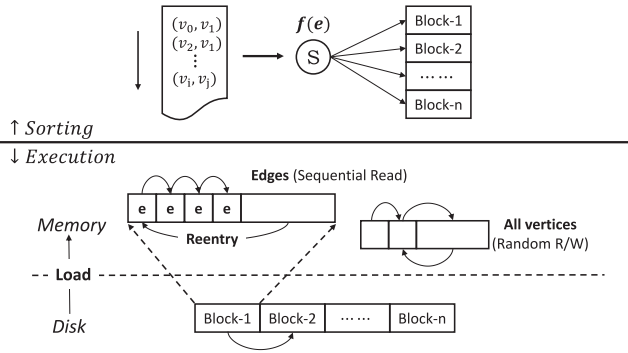 (v₀, v₁)
(v₂, v₁)
⋮
(vᵢ, vⱼ)
f(e)
S
Block-1
Block-2
⋯⋯
Block-n
↑ Sorting
↓ Execution
Edges (Sequential Read)
e e e e
Reentry
Memory
All vertices
(Random R/W)
Load
Disk
Block-1 Block-2 ⋯⋯ Block-n